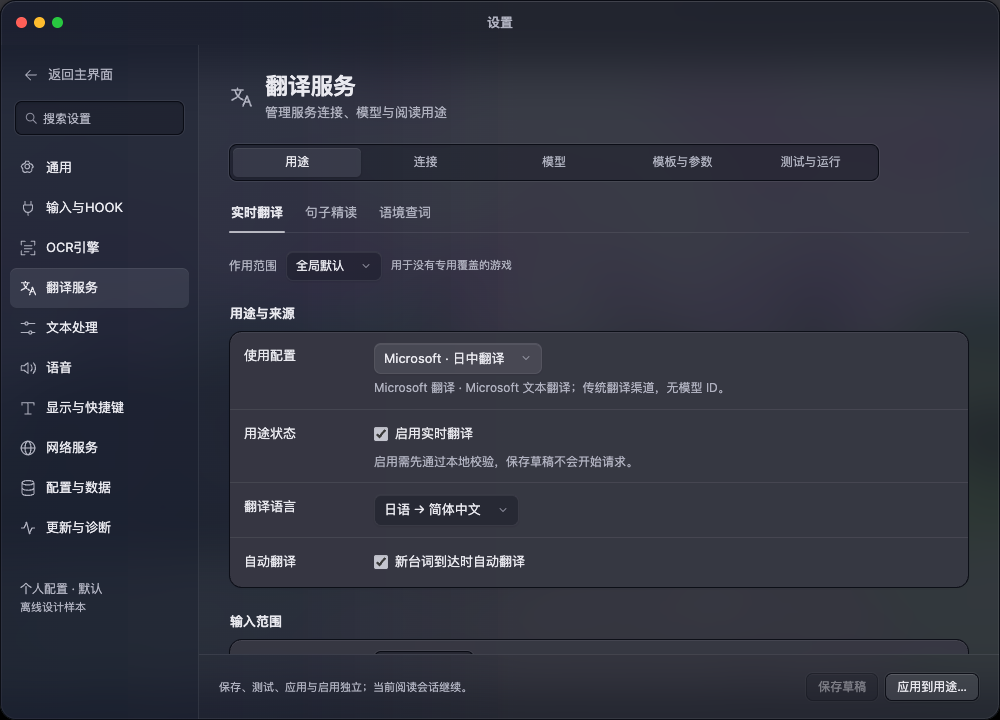 设置
返回主界面
搜索设置
通用
输入与HOOK
OCR引擎
翻译服务
文本处理
语音
显示与快捷键
网络服务
配置与数据
更新与诊断
个人配置 · 默认
离线设计样本
翻译服务
管理服务连接、模型与阅读用途
用途 连接 模型 模板与参数 测试与运行
实时翻译 句子精读 语境查词
作用范围 全局默认 用于没有专用覆盖的游戏
用途与来源
使用配置 Microsoft · 日中翻译
Microsoft 翻译 · Microsoft 文本翻译；传统翻译渠道，无模型 ID。
用途状态 启用实时翻译
启用需先通过本地校验，保存草稿不会开始请求。
翻译语言 日语 → 简体中文
自动翻译 新台词到达时自动翻译
输入范围
保存、测试、应用与启用独立；当前阅读会话继续。
保存草稿 应用到用途...